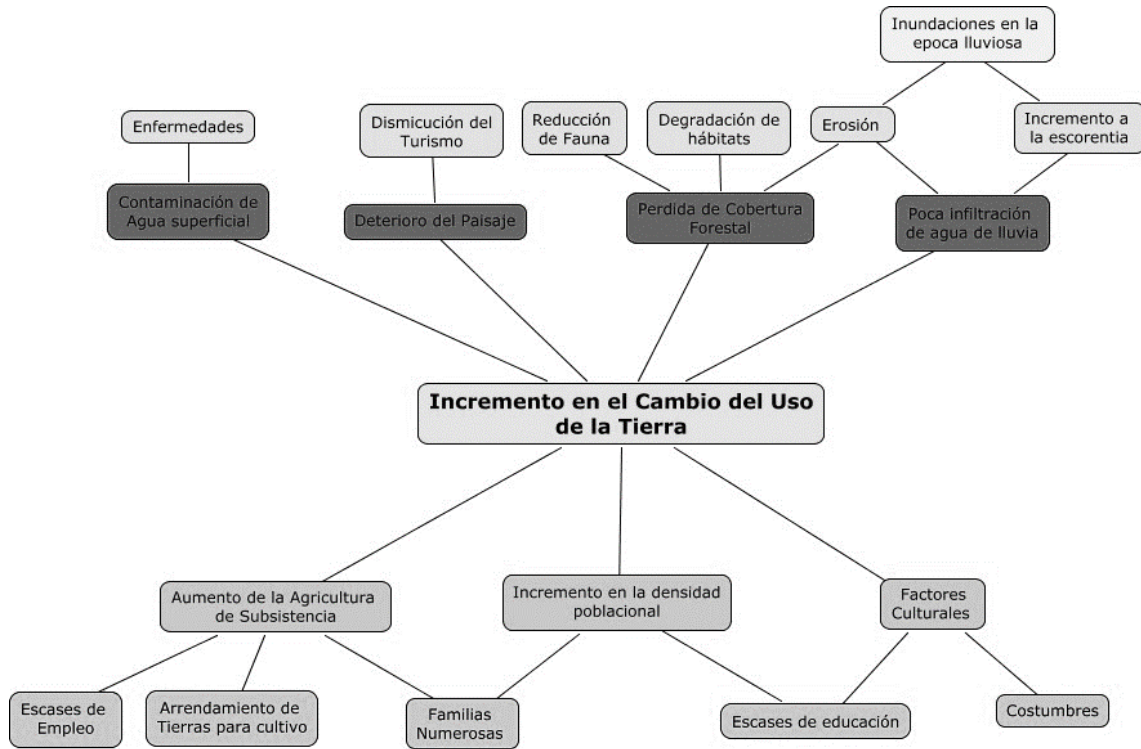 Inundaciones en la
epoca lluviosa
Enfermedades
Dismicución del
Turismo
Reducción
de Fauna
Degradación de
hábitats
Erosión
Incremento a
la escorentia
Contaminación de
Agua superficial
Deterioro del Paisaje
Perdida de Cobertura
Forestal
Poca infiltración
de agua de lluvia
Incremento en el Cambio del Uso
de la Tierra
Aumento de la Agricultura
de Subsistencia
Incremento en la densidad
poblacional
Factores
Culturales
Escases de
Empleo
Arrendamiento de
Tierras para cultivo
Familias
Numerosas
Escases de educación
Costumbres